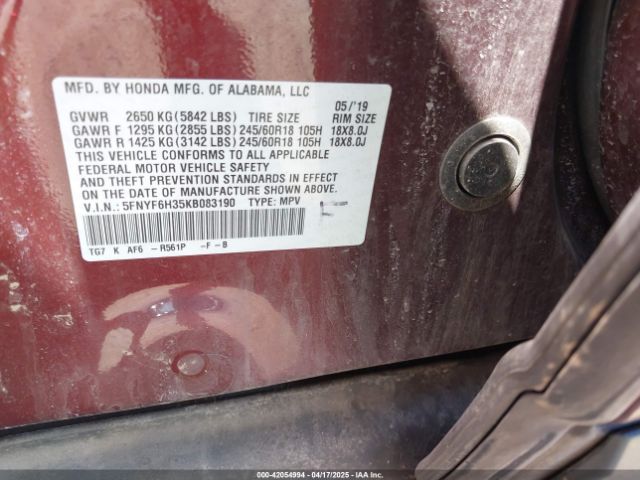 MFD. BY HONDA MFG. OF ALABAMA, LLC
05/'19
GVWR 2650 KG (5842 LBS) TIRE SIZE RIM SIZE
GAWR F 1295 KG (2855 LBS) 245/60R18 105H 18X8.0J
GAWR R 1425 KG (3142 LBS) 245/60R18 105H 18X8.0J
THIS VEHICLE CONFORMS TO ALL APPLICABLE
FEDERAL MOTOR VEHICLE SAFETY
AND THEFT PREVENTION STANDARDS IN EFFECT
ON THE DATE OF MANUFACTURE SHOWN ABOVE.
V.I.N.: 5FNYF6H35KB083190 TYPE: MPV
TG7 K AF6 - R561P -F-B
00-42054994 - 04/17/2025 - IAAI.COM